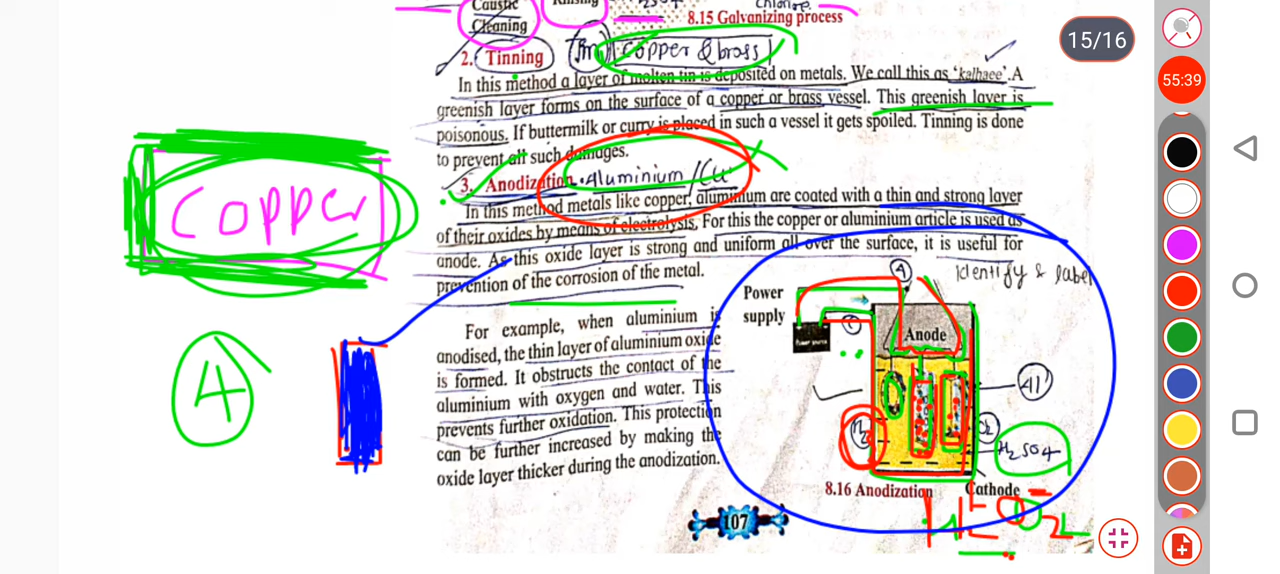 Caustic
Cleaning
8.15 Galvanizing process
15/16
55:39
2. Tinning
Copper & brass
In this method a layer of molten tin is deposited on metals. We call this as 'kalhaee'. A
greenish layer forms on the surface of a copper or brass vessel. This greenish layer is
poisonous. If buttermilk or curry is placed in such a vessel it gets spoiled. Tinning is done
to prevent all such damages.
3. Anodization Aluminium / Cu
In this method metals like copper, aluminium are coated with a thin and strong layer
of their oxides by means of electrolysis. For this the copper or aluminium article is used as
anode. As this oxide layer is strong and uniform all over the surface, it is useful for
prevention of the corrosion of the metal.
Copper
4
For example, when aluminium is
anodised, the thin layer of aluminium oxide
is formed. It obstructs the contact of the
aluminium with oxygen and water. This
prevents further oxidation. This protection
can be further increased by making the
oxide layer thicker during the anodization.
Identify & label
Power
supply
Anode
Al
H2
H2SO4
Cathode
8.16 Anodization
107